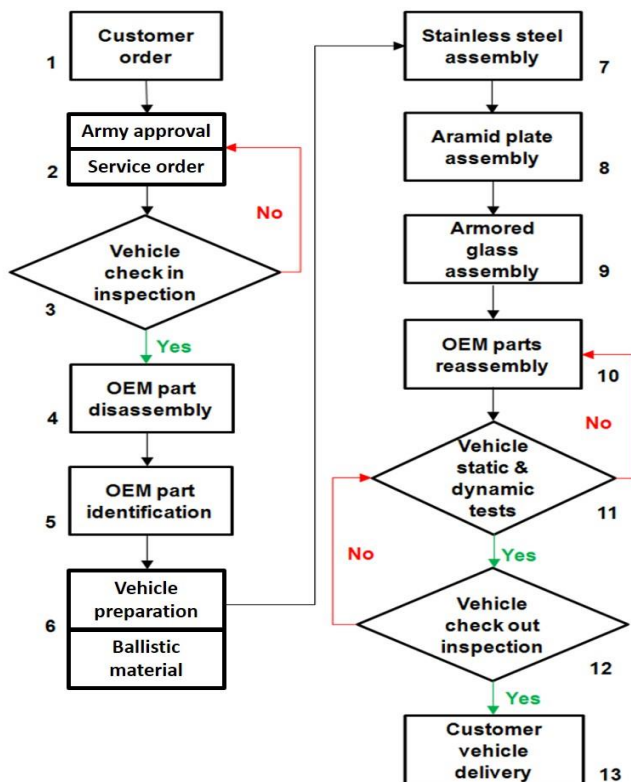 Customer
order
1
Army approval
Service order
2
No
Vehicle
check in
inspection
3
Yes
OEM part
disassembly
4
OEM part
identification
5
Vehicle
preparation
6
Ballistic
material
Stainless steel
assembly
7
Aramid plate
assembly
8
Armored
glass
assembly
9
OEM parts
reassembly
10
No
Vehicle
static &
dynamic
tests
11
No
Yes
Vehicle
check out
inspection
12
Yes
Customer
vehicle
delivery
13